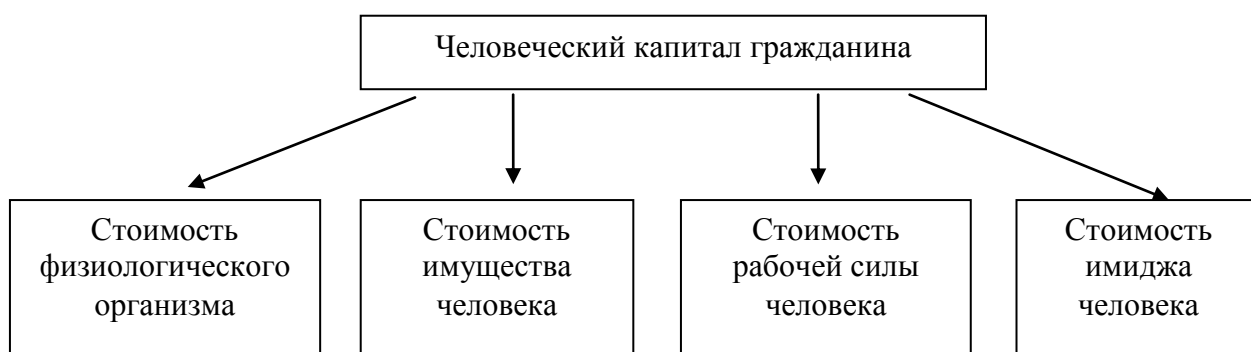 Человеческий капитал гражданина
Стоимость
физиологического
организма
Стоимость
имущества
человека
Стоимость
рабочей силы
человека
Стоимость
имиджа
человека